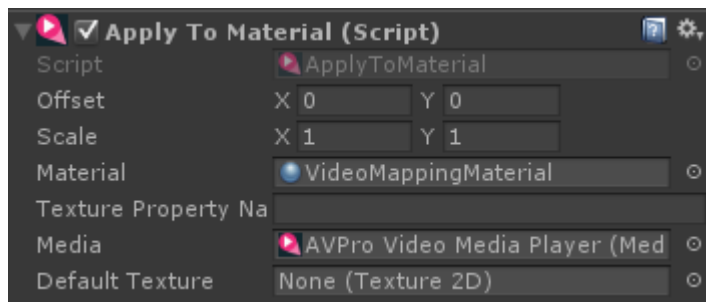 Apply To Material (Script)
Script ApplyToMaterial
Offset X 0 Y 0
Scale X 1 Y 1
Material VideoMappingMaterial
Texture Property Na
Media AVPro Video Media Player (Med
Default Texture None (Texture 2D)